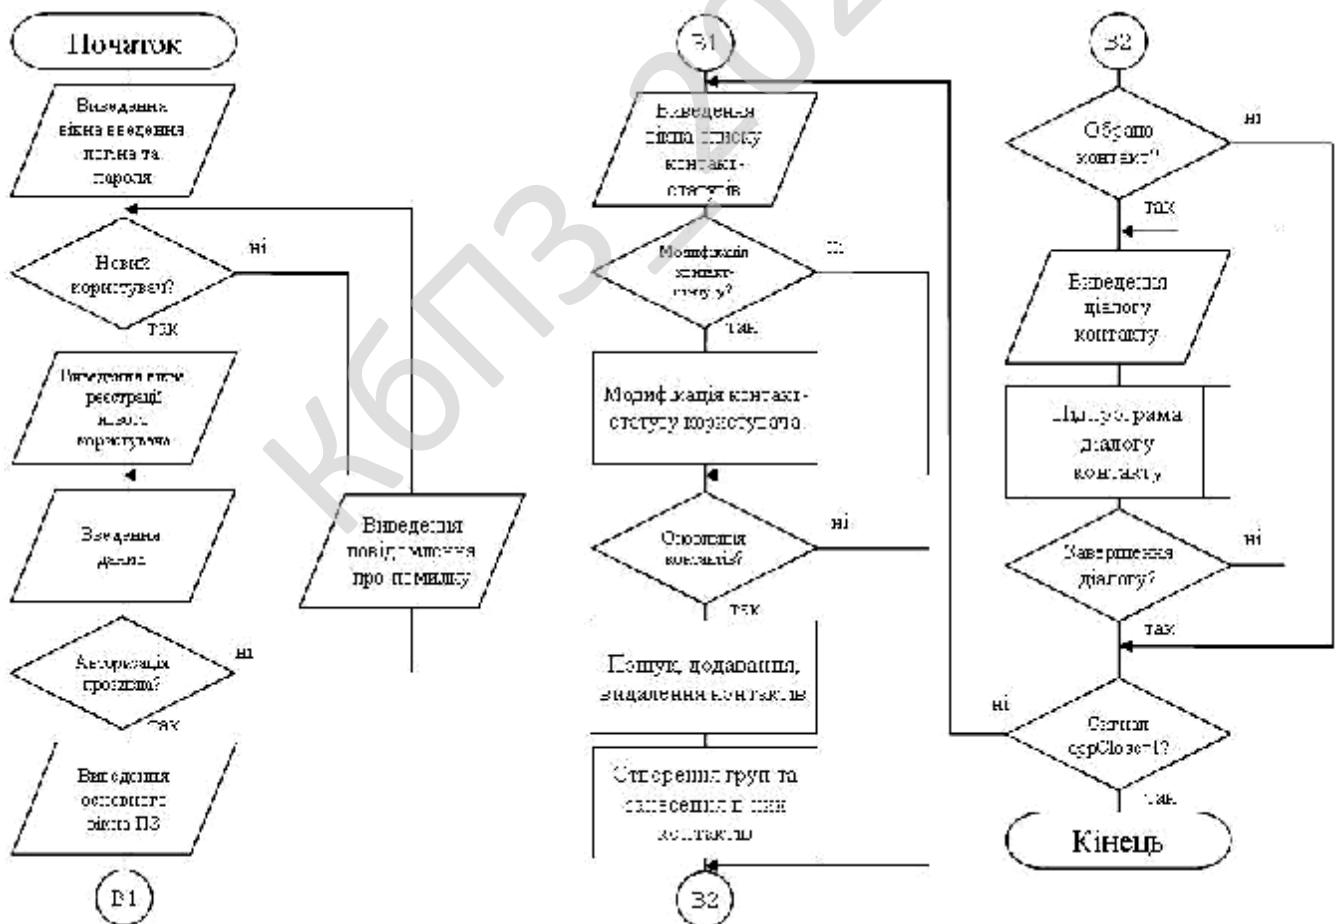 Початок
Виведення
вікна введення
логіна та
пароля
Новий
користувач?
ні
так
Виведення вікна
реєстрації
нового
користувача
Введення
даних
Авторизація
пройдена?
ні
так
Виведення
основного
вікна ПЗ
В1
Виведення
повідомлення
про помилку
В1
Виведення
вікна списку
контакт-
статусів
Модифікація
контакт-
статусу?
ні
так
Модифікація контакт-
статусу користувача
Оновлення
контактів?
ні
так
Пошук, додавання,
видалення контактів
Створення груп та
занесення в них
контактів
В2
В2
Обрано
контакт?
ні
так
Виведення
діалогу
контакту
Підпрограма
діалогу
контакту
Завершення
діалогу?
ні
так
Сигнал
appClose=1?
ні
так
Кінець
КбПЗ_202